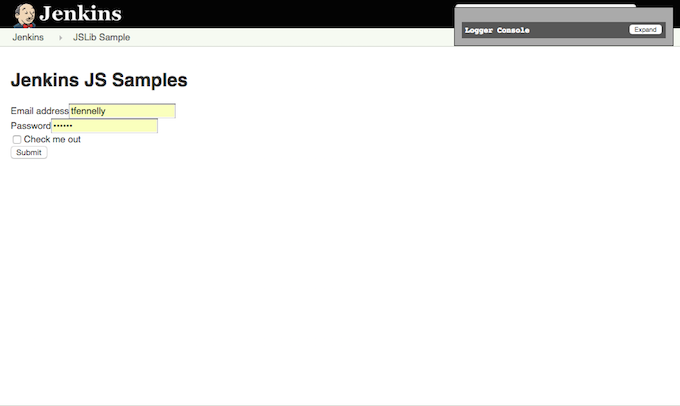 Jenkins
Logger Console Expand
Jenkins › JSLib Sample
Jenkins JS Samples
Email address tfennelly
Password ••••••
Check me out
Submit